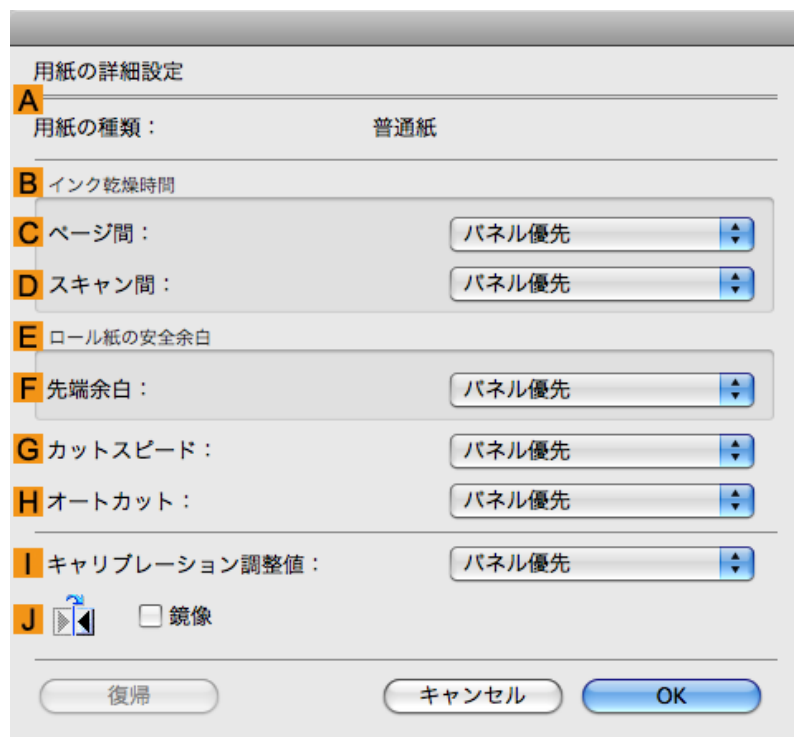 用紙の詳細設定
A
用紙の種類： 普通紙
B インク乾燥時間
C ページ間： パネル優先
D スキャン間： パネル優先
E ロール紙の安全余白
F 先端余白： パネル優先
G カットスピード： パネル優先
H オートカット： パネル優先
I キャリブレーション調整値： パネル優先
J 鏡像
復帰 キャンセル OK